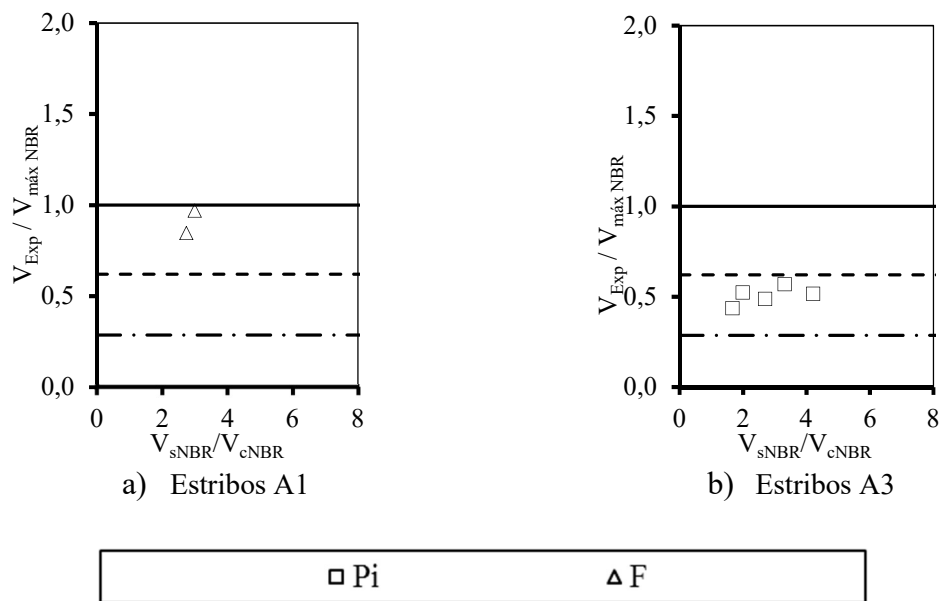 2,0
1,5
1,0
0,5
0,0
0 2 4 6 8
V_Exp / V_máx NBR
V_sNBR/V_cNBR
a) Estribos A1
2,0
1,5
1,0
0,5
0,0
0 2 4 6 8
V_Exp / V_máx NBR
V_sNBR/V_cNBR
b) Estribos A3
Pi F